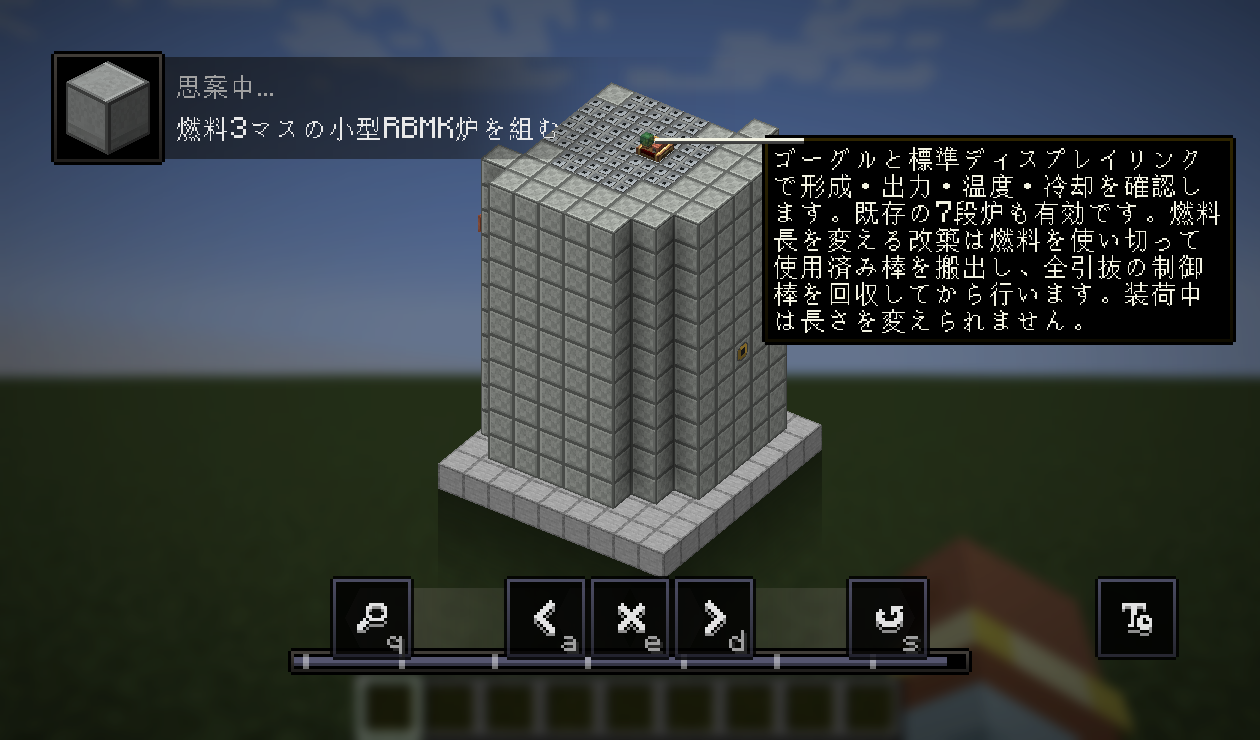 思案中...
燃料3マスの小型RBMK炉を組む
ゴーグルと標準ディスプレイリンク
で形成・出力・温度・冷却を確認し
ます。既存の7段炉も有効です。燃料
長を変える改築は燃料を使い切って
使用済み棒を搬出し、全引抜の制御
棒を回収してから行います。装荷中
は長さを変えられません。
q
a
e
d
s